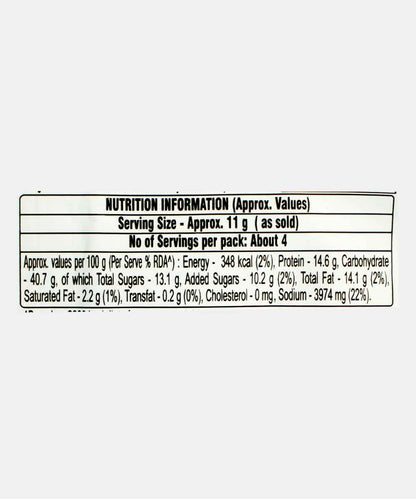 NUTRITION INFORMATION (Approx. Values)
Serving Size - Approx. 11 g ( as sold)
No of Servings per pack: About 4
Approx. values per 100 g (Per Serve % RDA^) : Energy - 348 kcal (2%), Protein - 14.6 g, Carbohydrate
- 40.7 g, of which Total Sugars - 13.1 g, Added Sugars - 10.2 g (2%), Total Fat - 14.1 g (2%),
Saturated Fat - 2.2 g (1%), Transfat - 0.2 g (0%), Cholesterol - 0 mg, Sodium - 3974 mg (22%).